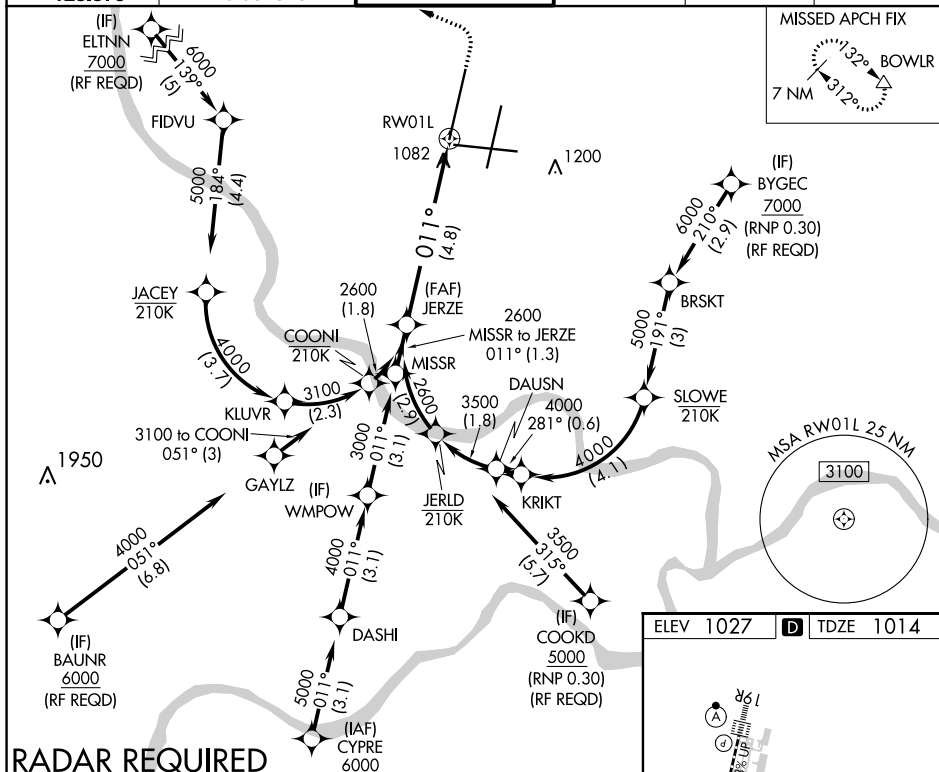 (IF)
ELTNN
7000
(RF REQD)
6000
139°
(5)
FIDVU
5000
184°
(4.4)
JACEY
210K
4000
(3.7)
KLUVR
3100
(2.3)
COONI
210K
2600
(1.8)
3100 to COONI
051° (3)
GAYLZ
1950
4000
051°
(6.8)
(IF)
BAUNR
6000
(RF REQD)
RW01L
1082
1200
011°
(4.8)
(FAF)
JERZE
2600
MISSR to JERZE
011° (1.3)
MISSR
2600
(2.9)
3000
011°
(3.1)
(IF)
WMPOW
4000
011°
(3.1)
DASHI
5000
011°
(3.1)
(IAF)
CYPRE
6000
DAUSN
3500
(1.8)
4000
281° (0.6)
JERLD
210K
KRIKT
4000
(4.1)
SLOWE
210K
5000
191°
(3)
BRSKT
6000
210°
(2.9)
(IF)
BYGEC
7000
(RNP 0.30)
(RF REQD)
3500
315°
(5.7)
(IF)
COOKD
5000
(RNP 0.30)
(RF REQD)
MISSED APCH FIX
132°
BOWLR
7 NM
312°
MSA RW01L 25 NM
3100
ELEV 1027
D
TDZE 1014
19R
A
P
% UP
RADAR REQUIRED